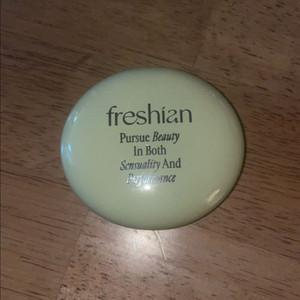 freshian
Pursue Beauty
In Both
Sensuality And
Performance